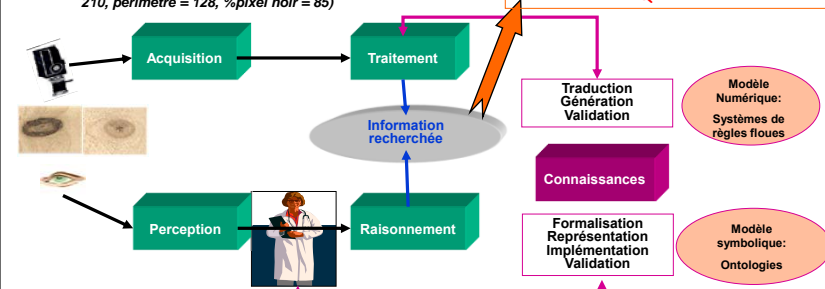 210, périmètre = 128, %pixel noir = 85)
Acquisition
Traitement
Traduction
Génération
Validation
Modèle
Numérique:
Systèmes de
règles floues
Information
recherchée
Connaissances
Perception
Raisonnement
Formalisation
Représentation
Implémentation
Validation
Modèle
symbolique:
Ontologies